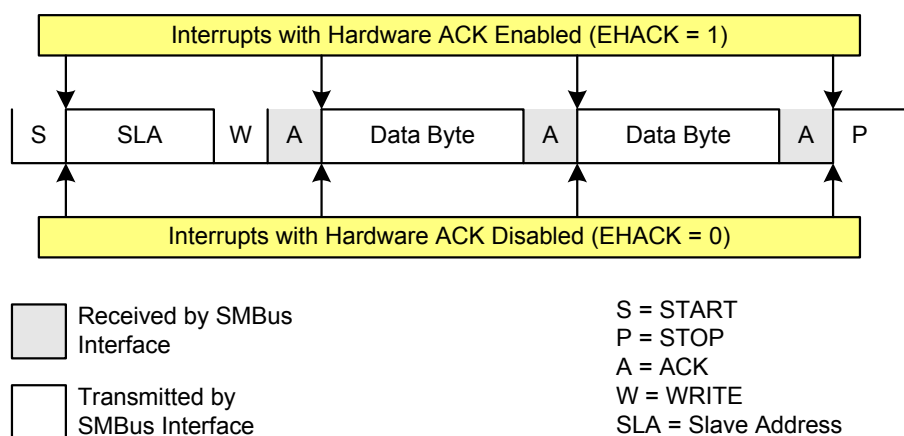 Interrupts with Hardware ACK Enabled (EHACK = 1)
S SLA W A Data Byte A Data Byte A P
Interrupts with Hardware ACK Disabled (EHACK = 0)
Received by SMBus
Interface
Transmitted by
SMBus Interface
S = START
P = STOP
A = ACK
W = WRITE
SLA = Slave Address